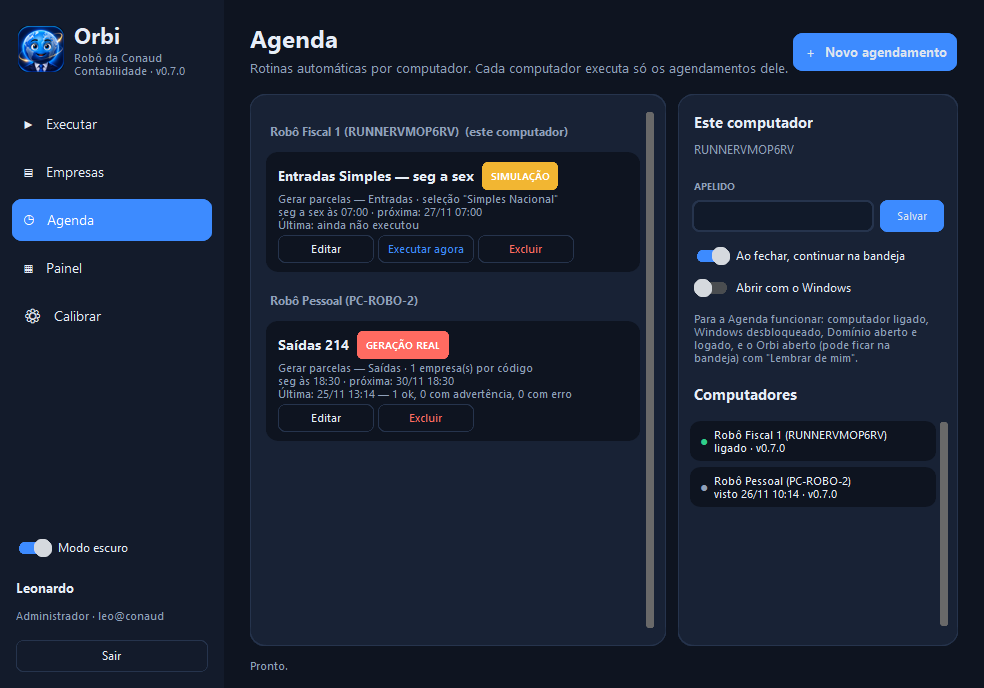 Orbi
Robô da Conaud
Contabilidade · v0.7.0
Executar
Empresas
Agenda
Painel
Calibrar
Modo escuro
Leonardo
Administrador · leo@conaud
Sair
Agenda
Rotinas automáticas por computador. Cada computador executa só os agendamentos dele.
+ Novo agendamento
Robô Fiscal 1 (RUNNERVMOP6RV) (este computador)
Entradas Simples — seg a sex SIMULAÇÃO
Gerar parcelas — Entradas · seleção "Simples Nacional"
seg a sex às 07:00 · próxima: 27/11 07:00
Última: ainda não executou
Editar Executar agora Excluir
Robô Pessoal (PC-ROBO-2)
Saídas 214 GERAÇÃO REAL
Gerar parcelas — Saídas · 1 empresa(s) por código
seg às 18:30 · próxima: 30/11 18:30
Última: 25/11 13:14 — 1 ok, 0 com advertência, 0 com erro
Editar Excluir
Este computador
RUNNERVMOP6RV
APELIDO
Salvar
Ao fechar, continuar na bandeja
Abrir com o Windows
Para a Agenda funcionar: computador ligado,
Windows desbloqueado, Domínio aberto e
logado, e o Orbi aberto (pode ficar na
bandeja) com "Lembrar de mim".
Computadores
Robô Fiscal 1 (RUNNERVMOP6RV)
ligado · v0.7.0
Robô Pessoal (PC-ROBO-2)
visto 26/11 10:14 · v0.7.0
Pronto.